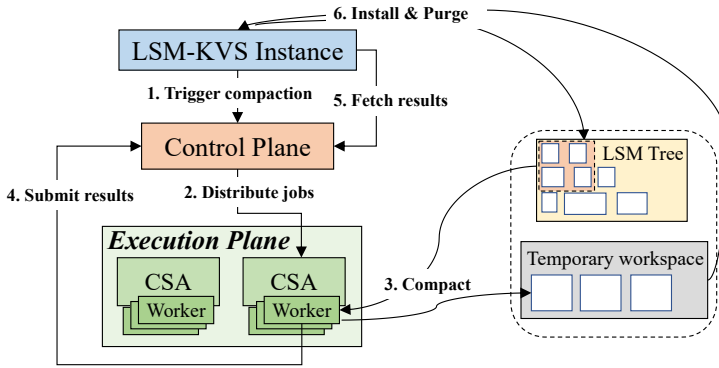 6. Install & Purge
LSM-KVS Instance
1. Trigger compaction
5. Fetch results
Control Plane
LSM Tree
4. Submit results
2. Distribute jobs
Execution Plane
CSA
CSA
Temporary workspace
3. Compact
Worker
Worker